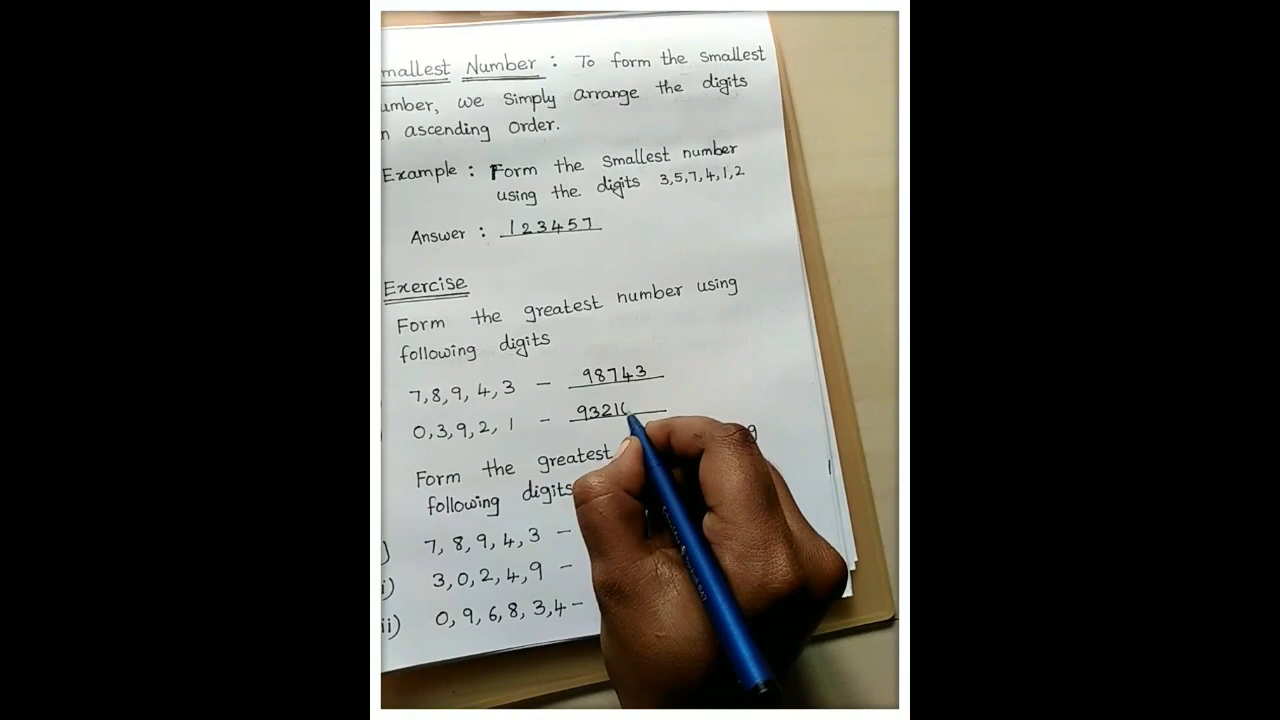 mallest Number : To form the smallest
umber, we simply arrange the digits
n ascending order.
Example : Form the smallest number
using the digits 3,5,7,4,1,2
Answer : 123457
Exercise
Form the greatest number using
following digits
7,8,9,4,3 - 98743
0,3,9,2,1 - 9321
Form the greatest g
following digits
) 7,8,9,4,3 -
i) 3,0,2,4,9 -
ii) 0,9,6,8,3,4 -